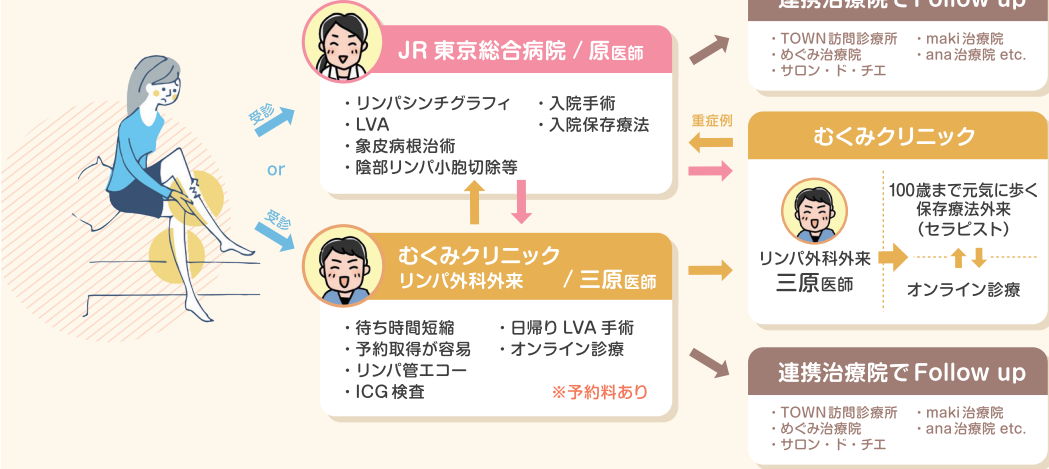 受診
or
受診
JR 東京総合病院 / 原医師
・リンパシンチグラフィ
・LVA
・象皮病根治術
・陰部リンパ小胞切除等
・入院手術
・入院保存療法
むくみクリニック
リンパ外科外来 / 三原医師
・待ち時間短縮
・予約取得が容易
・リンパ管エコー
・ICG 検査
・日帰り LVA 手術
・オンライン診療
※予約料あり
重症例
連携治療院で Follow up
・TOWN 訪問診療所
・めぐみ治療院
・サロン・ド・チエ
・maki 治療院
・ana 治療院 etc.
むくみクリニック
リンパ外科外来
三原医師
100歳まで元気に歩く
保存療法外来
（セラピスト）
オンライン診療
連携治療院で Follow up
・TOWN 訪問診療所
・めぐみ治療院
・サロン・ド・チエ
・maki 治療院
・ana 治療院 etc.